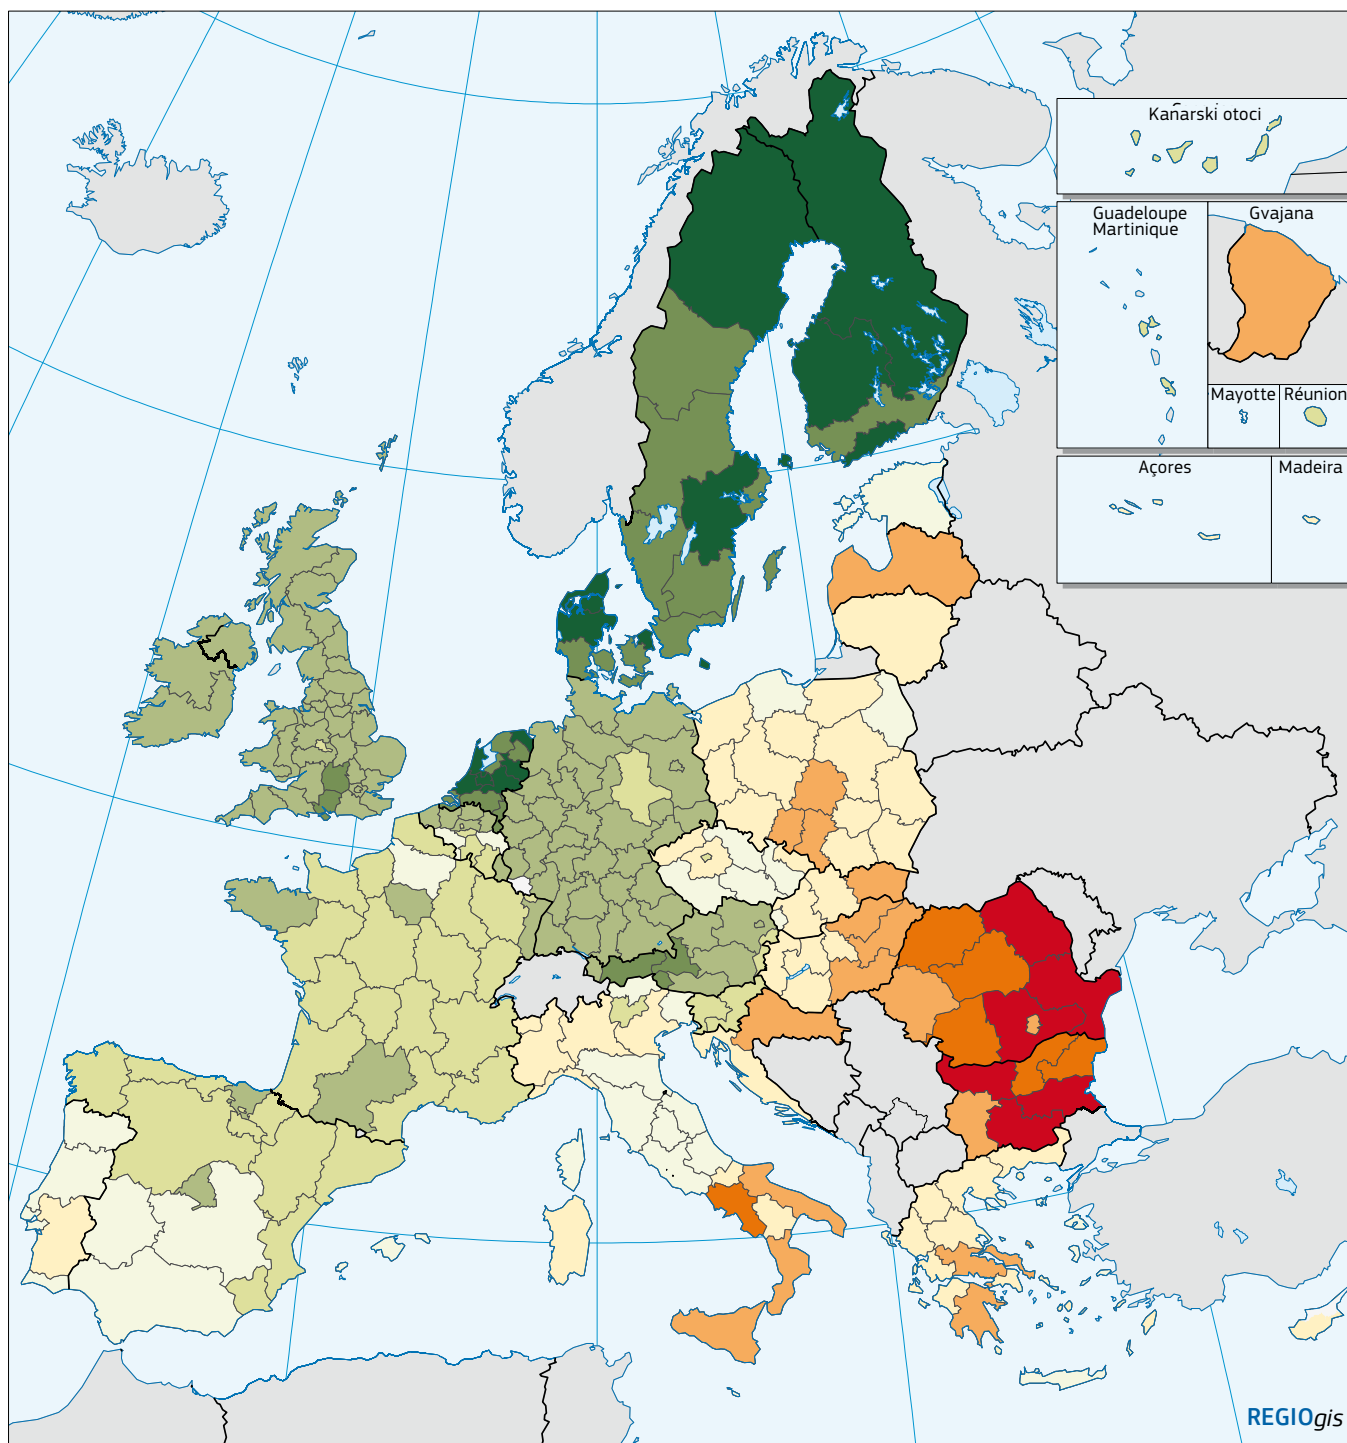 Kanarski otoci
Guadeloupe
Martinique
Gvajana
Mayotte
Réunion
Açores
Madeira
REGIOgis